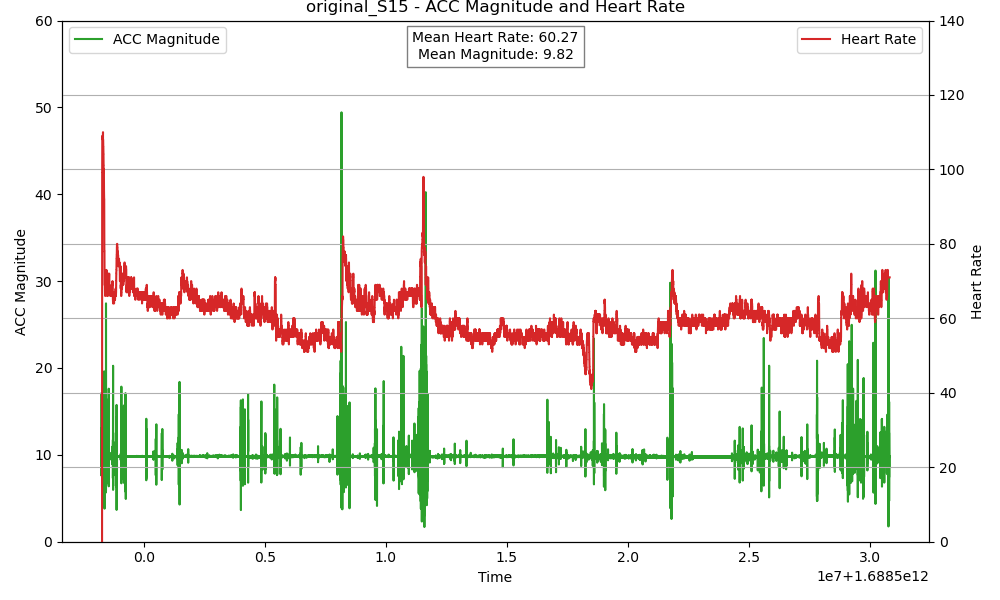 original_S15 - ACC Magnitude and Heart Rate
ACC Magnitude
Mean Heart Rate: 60.27
Mean Magnitude: 9.82
Heart Rate
60
50
40
30
20
10
0
ACC Magnitude
140
120
100
80
60
40
20
0
Heart Rate
0.0 0.5 1.0 1.5 2.0 2.5 3.0
Time
1e7+1.6885e12